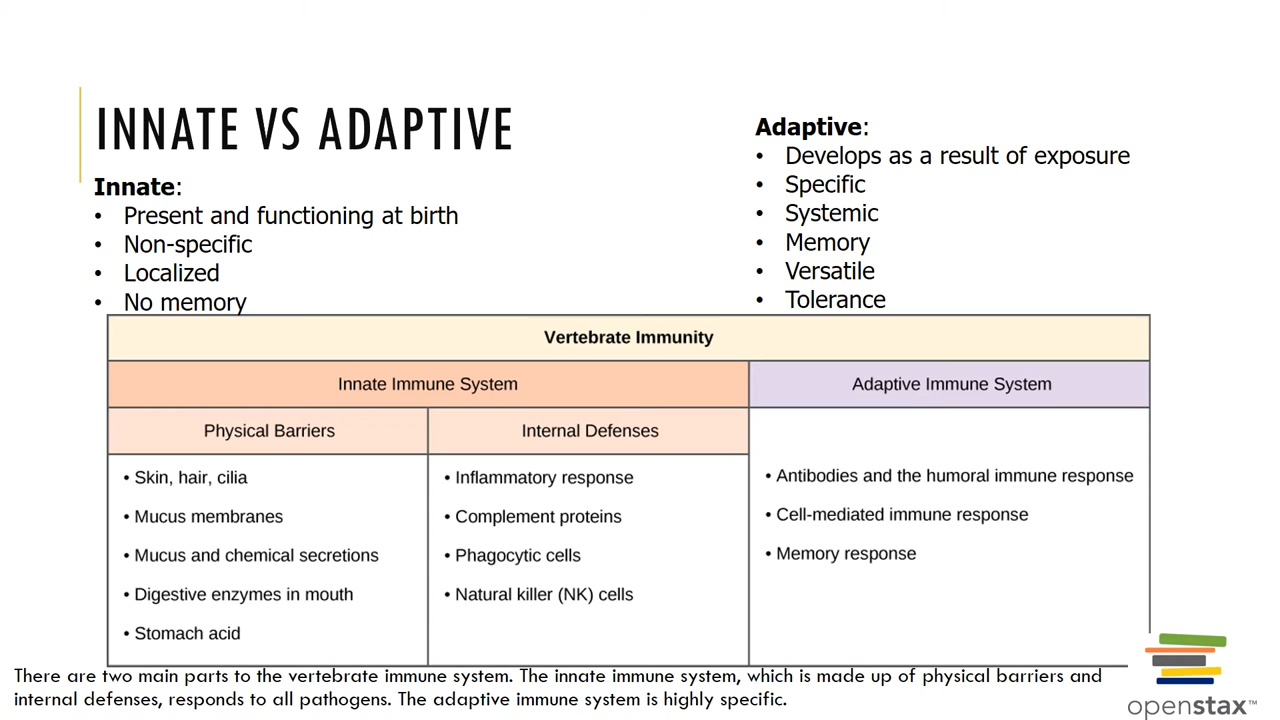 INNATE VS ADAPTIVE
Innate:
• Present and functioning at birth
• Non-specific
• Localized
• No memory
Adaptive:
• Develops as a result of exposure
• Specific
• Systemic
• Memory
• Versatile
• Tolerance
Vertebrate Immunity
Innate Immune System
Adaptive Immune System
Physical Barriers
Internal Defenses
• Skin, hair, cilia
• Mucus membranes
• Mucus and chemical secretions
• Digestive enzymes in mouth
• Stomach acid
• Inflammatory response
• Complement proteins
• Phagocytic cells
• Natural killer (NK) cells
• Antibodies and the humoral immune response
• Cell-mediated immune response
• Memory response
There are two main parts to the vertebrate immune system. The innate immune system, which is made up of physical barriers and
internal defenses, responds to all pathogens. The adaptive immune system is highly specific.
openstax™